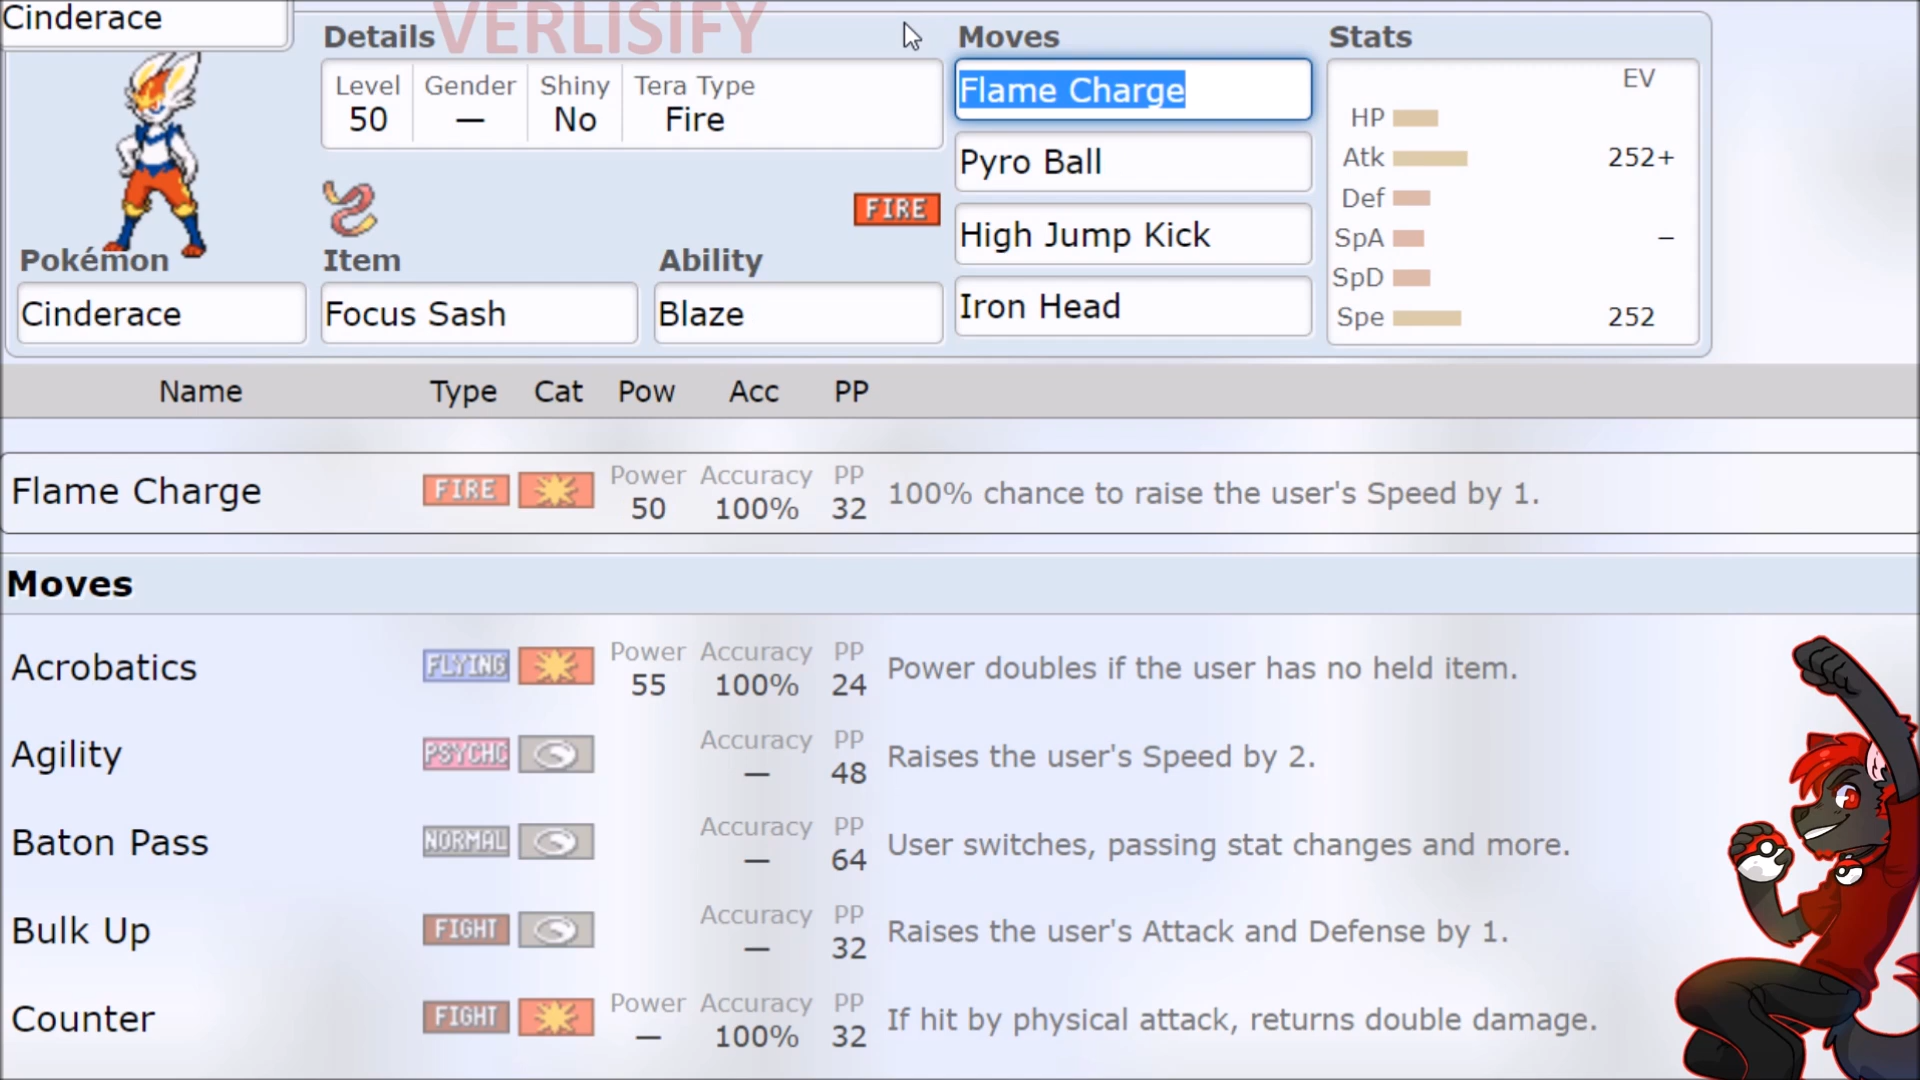 Cinderace
VERLISIFY
Details
Moves
Stats
Level
Gender
Shiny
Tera Type
50
—
No
Fire
Flame Charge
Pyro Ball
High Jump Kick
Iron Head
EV
HP
Atk 252+
Def
SpA –
SpD
Spe 252
FIRE
Pokémon
Item
Ability
Cinderace
Focus Sash
Blaze
Name Type Cat Pow Acc PP
Flame Charge FIRE Power Accuracy PP
50 100% 32
100% chance to raise the user's Speed by 1.
Moves
Acrobatics FLYING Power Accuracy PP
55 100% 24
Power doubles if the user has no held item.
Agility PSYCHC Accuracy PP
— 48
Raises the user's Speed by 2.
Baton Pass NORMAL Accuracy PP
— 64
User switches, passing stat changes and more.
Bulk Up FIGHT Accuracy PP
— 32
Raises the user's Attack and Defense by 1.
Counter FIGHT Power Accuracy PP
— 100% 32
If hit by physical attack, returns double damage.